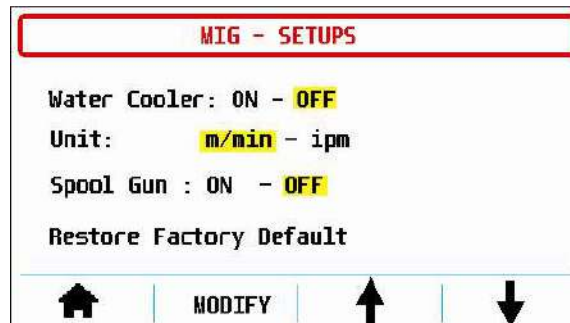 MIG - SETUPS
Water Cooler: ON - OFF
Unit: m/min - ipm
Spool Gun : ON - OFF
Restore Factory Default
MODIFY